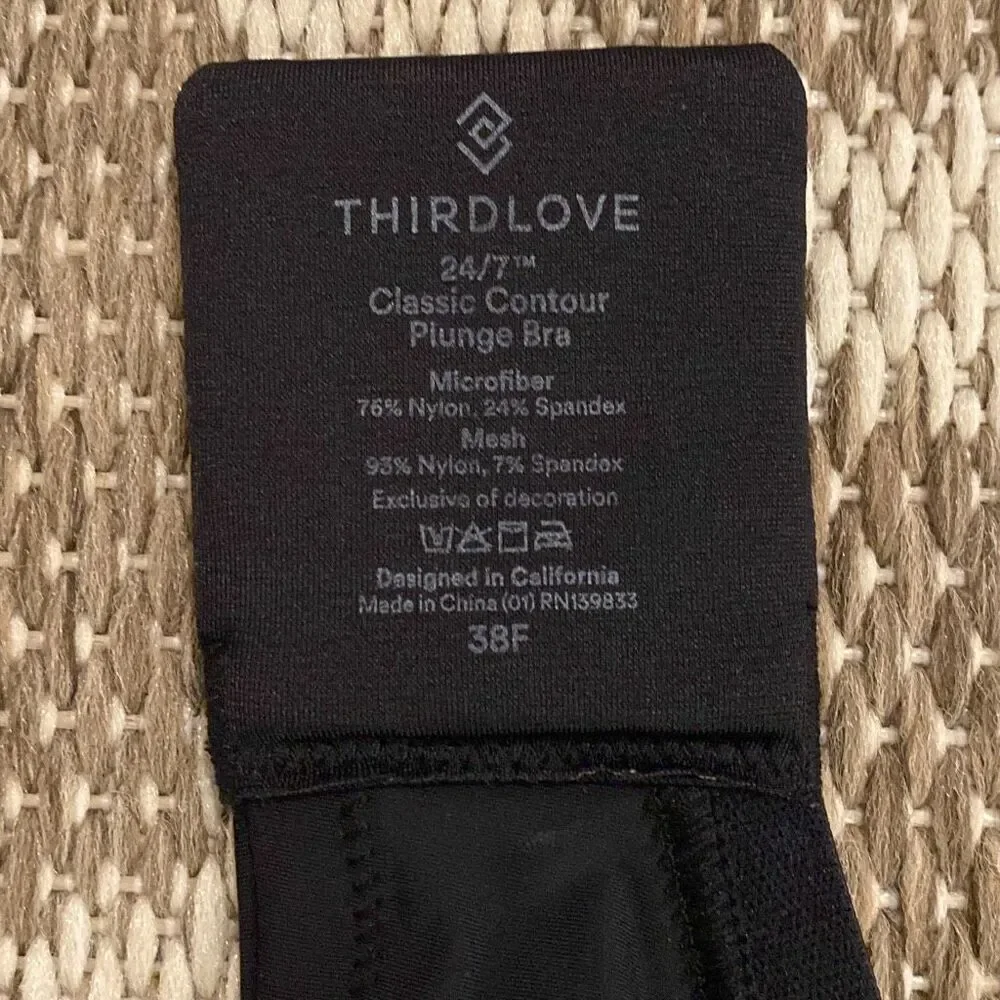 THIRDLOVE
24/7™
Classic Contour
Plunge Bra
Microfiber
76% Nylon, 24% Spandex
Mesh
93% Nylon, 7% Spandex
Exclusive of decoration
Designed in California
Made in China (01) RN139833
38F